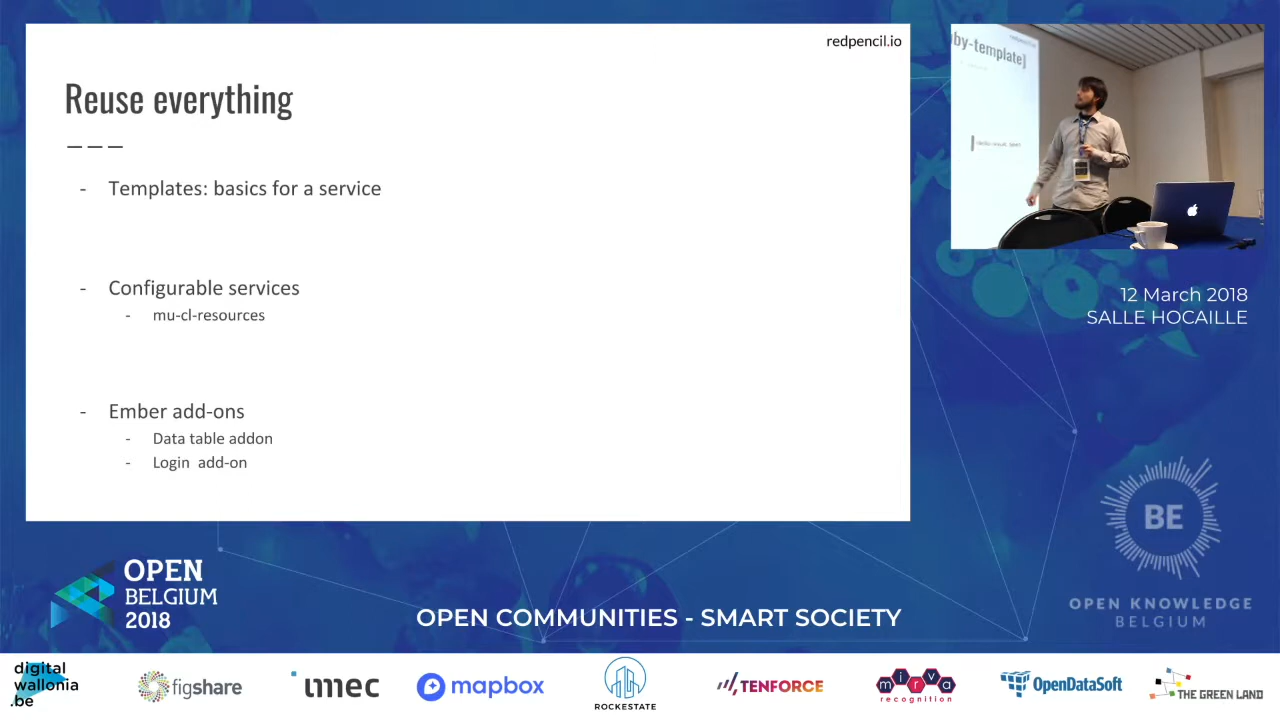 redpencil.io
Reuse everything
- Templates: basics for a service
- Configurable services
- mu-cl-resources
- Ember add-ons
- Data table addon
- Login add-on
by-template]
12 March 2018
SALLE HOCAILLE
BE
OPEN KNOWLEDGE
BELGIUM
OPEN
BELGIUM
2018
OPEN COMMUNITIES - SMART SOCIETY
digital
wallonia
.be
figshare
imec
mapbox
ROCKESTATE
TENFORCE
mirva
recognition
OpenDataSoft
THE GREEN LAND